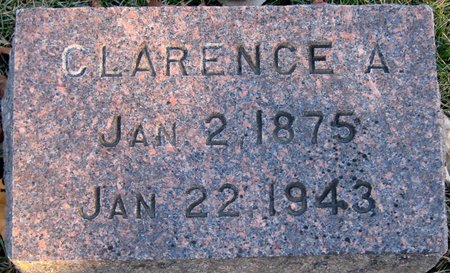 CLARENCE A
JAN. 2, 1875
JAN 22, 1943